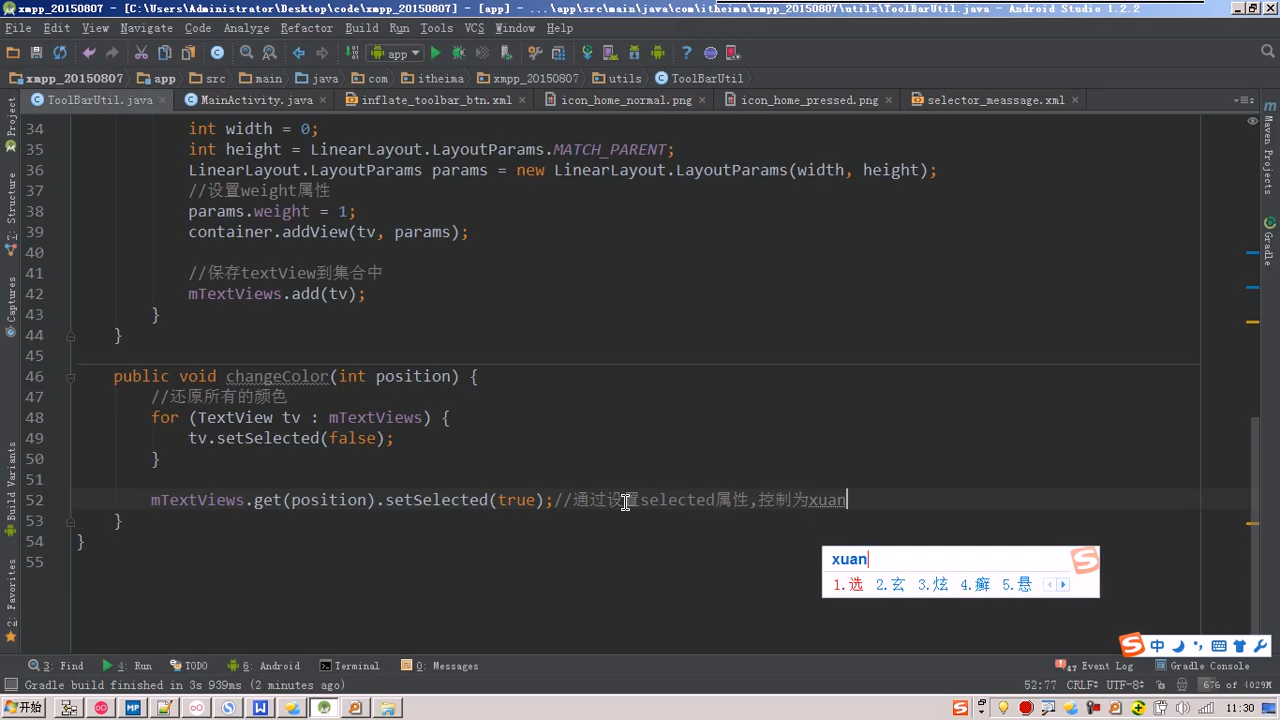 xmpp_20150807 - [C:\Users\Administrator\Desktop\code\xmpp_20150807] - [app] - ...\app\src\main\java\com\itheima\xmpp_20150807\utils\ToolBarUtil.java - Android Studio 1.2.2
File Edit View Navigate Code Analyze Refactor Build Run Tools VCS Window Help
app
xmpp_20150807 app src main java com itheima xmpp_20150807 utils ToolBarUtil
ToolBarUtil.java MainActivity.java inflate_toolbar_btn.xml icon_home_normal.png icon_home_pressed.png selector_meassage.xml
1: Project
7: Structure
Captures
Build Variants
2: Favorites
Maven Projects
Gradle
34 int width = 0;
35 int height = LinearLayout.LayoutParams.MATCH_PARENT;
36 LinearLayout.LayoutParams params = new LinearLayout.LayoutParams(width, height);
37 //设置weight属性
38 params.weight = 1;
39 container.addView(tv, params);
40
41 //保存textView到集合中
42 mTextViews.add(tv);
43 }
44 }
45
46 public void changeColor(int position) {
47 //还原所有的颜色
48 for (TextView tv : mTextViews) {
49 tv.setSelected(false);
50 }
51
52 mTextViews.get(position).setSelected(true);//通过设置selected属性,控制为xuan
53 }
54 }
55
xuan
1.选 2.玄 3.炫 4.癣 5.悬
中
3: Find 4: Run TODO 6: Android Terminal 0: Messages 47 Event Log Gradle Console
Gradle build finished in 3s 939ms (2 minutes ago) 52:77 CRLF UTF-8 676 of 4029M
开始 11:30